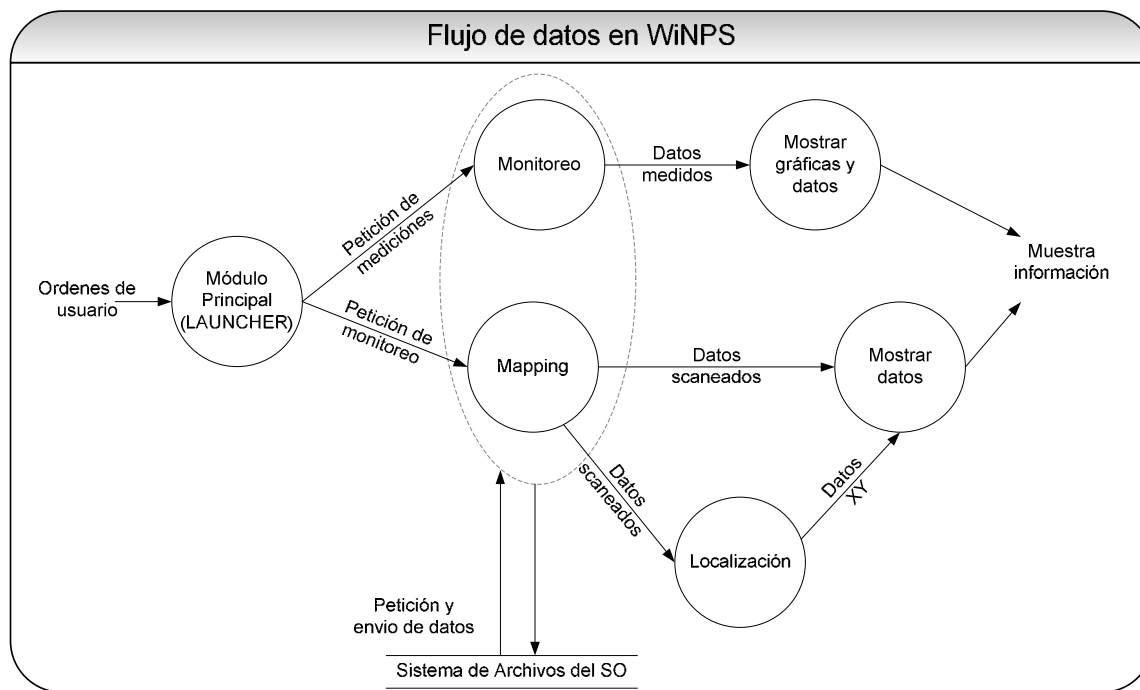 Flujo de datos en WiNPS
Monitoreo
Datos
medidos
Mostrar
gráficas y
datos
Petición de
mediciónes
Muestra
información
Ordenes de
usuario
Módulo
Principal
(LAUNCHER)
Petición de
monitoreo
Mapping
Datos
scaneados
Mostrar
datos
Datos
scaneados
Datos
XY
Localización
Petición y
envio de datos
Sistema de Archivos del SO